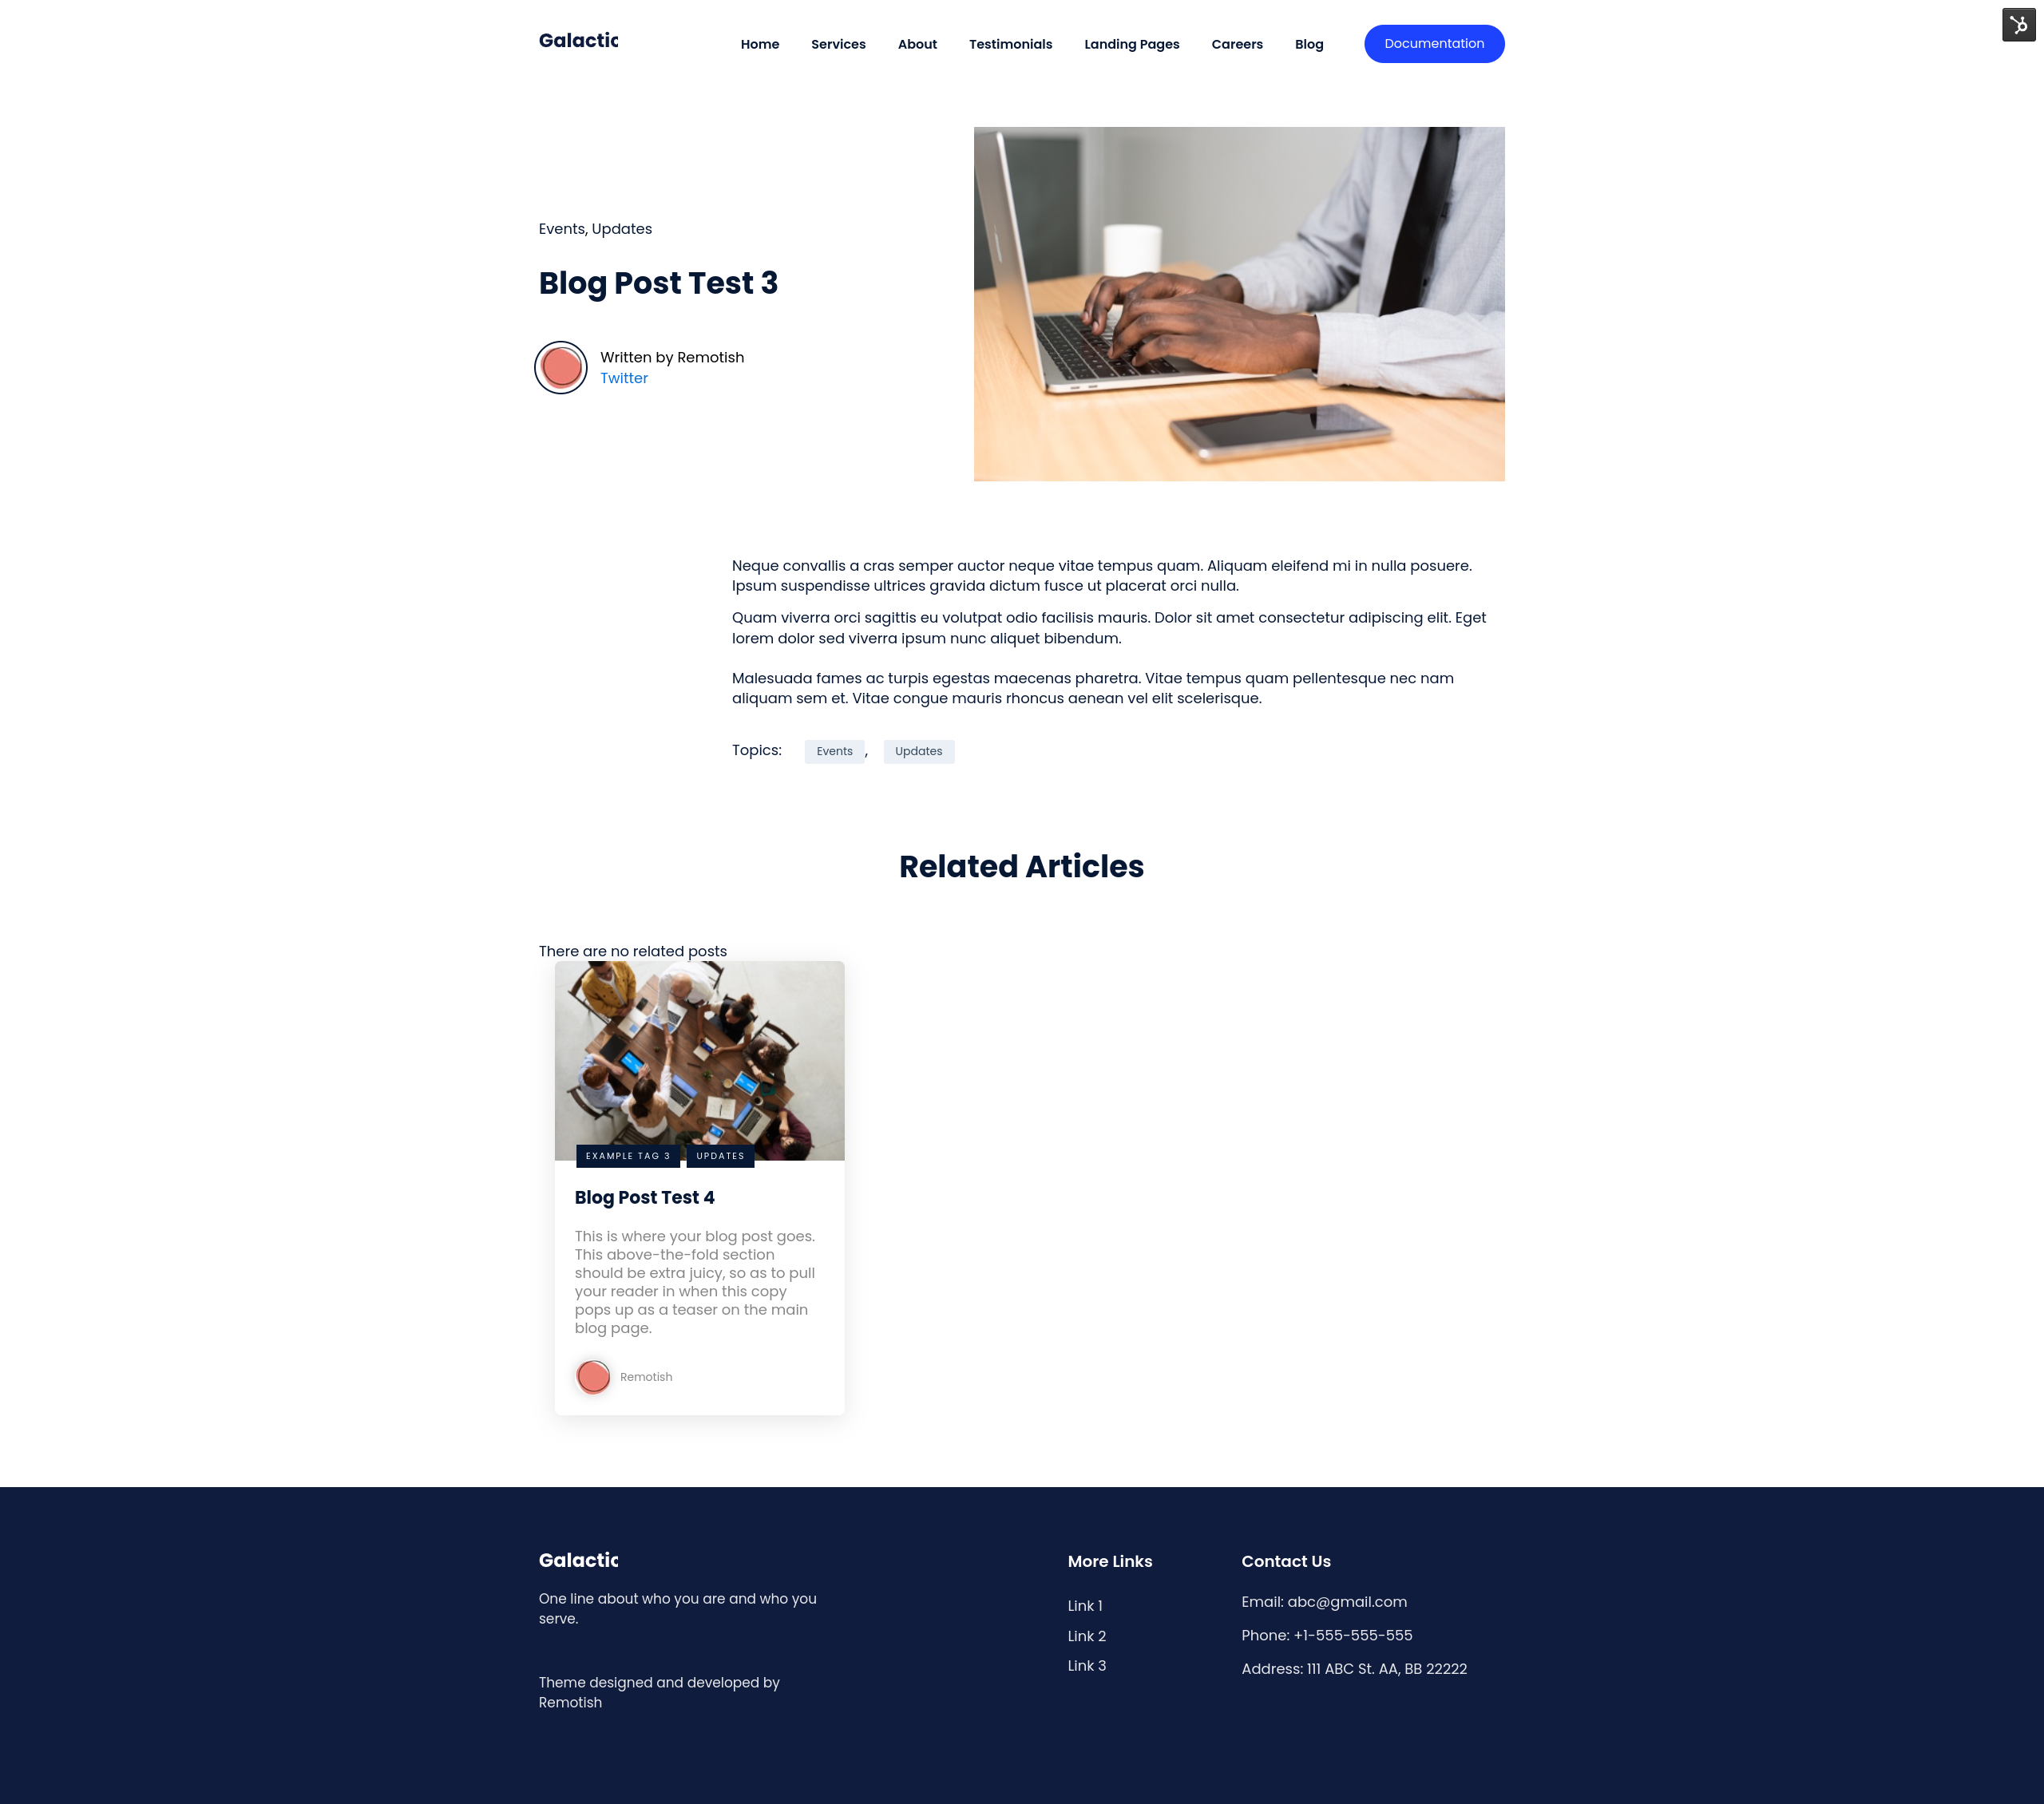 Galactic
Home Services About Testimonials Landing Pages Careers Blog Documentation
Events, Updates
Blog Post Test 3
Written by Remotish
Twitter
Neque convallis a cras semper auctor neque vitae tempus quam. Aliquam eleifend mi in nulla posuere.
Ipsum suspendisse ultrices gravida dictum fusce ut placerat orci nulla.
Quam viverra orci sagittis eu volutpat odio facilisis mauris. Dolor sit amet consectetur adipiscing elit. Eget
lorem dolor sed viverra ipsum nunc aliquet bibendum.
Malesuada fames ac turpis egestas maecenas pharetra. Vitae tempus quam pellentesque nec nam
aliquam sem et. Vitae congue mauris rhoncus aenean vel elit scelerisque.
Topics: Events , Updates
Related Articles
There are no related posts
EXAMPLE TAG 3 UPDATES
Blog Post Test 4
This is where your blog post goes.
This above-the-fold section
should be extra juicy, so as to pull
your reader in when this copy
pops up as a teaser on the main
blog page.
Remotish
Galactic
One line about who you are and who you
serve.
Theme designed and developed by
Remotish
More Links
Link 1
Link 2
Link 3
Contact Us
Email: abc@gmail.com
Phone: +1-555-555-555
Address: 111 ABC St. AA, BB 22222